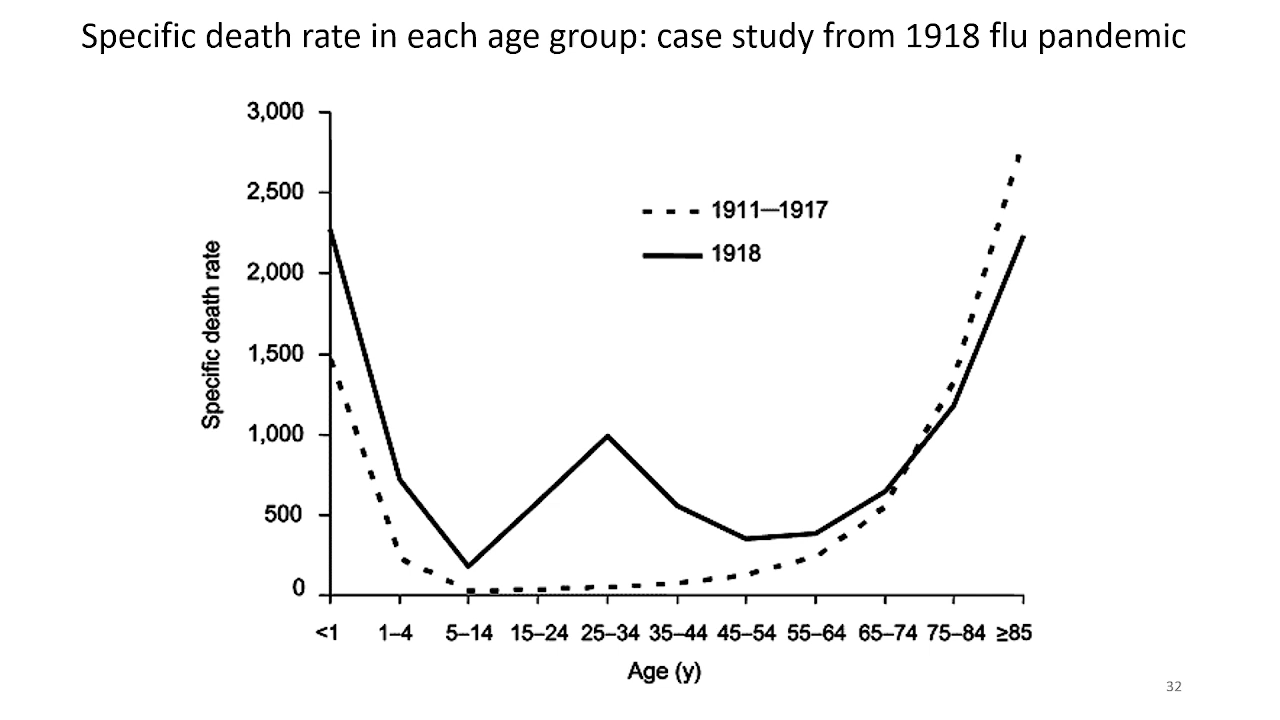 Specific death rate in each age group: case study from 1918 flu pandemic
3,000
2,500
2,000
1,500
1,000
500
0
Specific death rate
1911—1917
1918
<1 1–4 5–14 15–24 25–34 35–44 45–54 55–64 65–74 75–84 ≥85
Age (y)
32